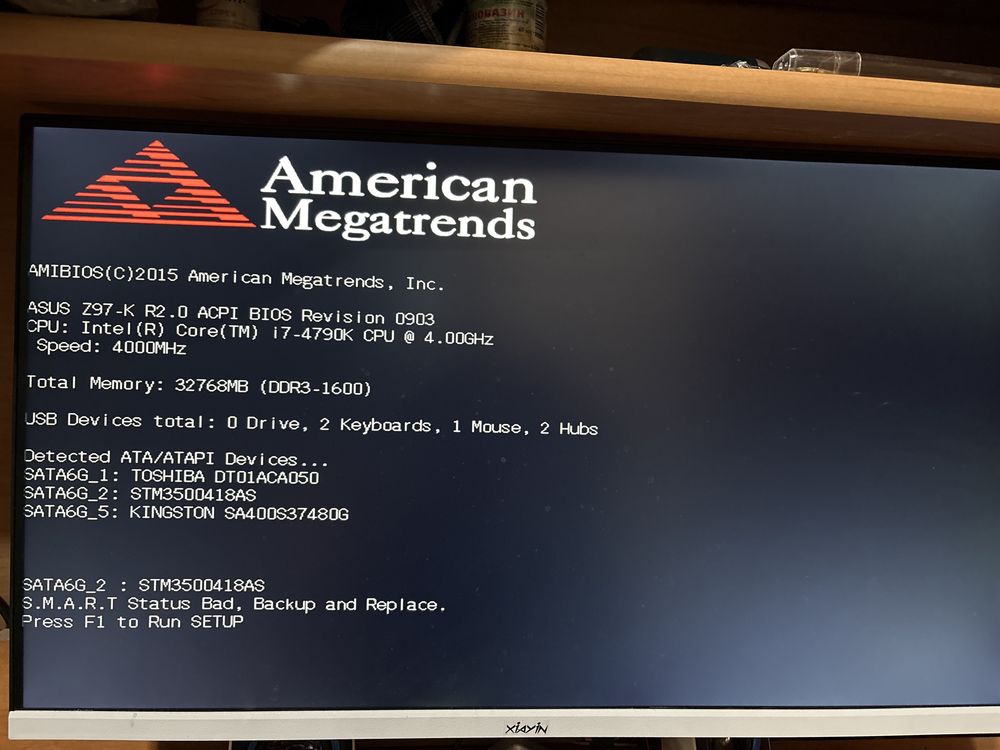 American
Megatrends
AMIBIOS(C)2015 American Megatrends, Inc.
ASUS Z97-K R2.0 ACPI BIOS Revision 0903
CPU: Intel(R) Core(TM) i7-4790K CPU @ 4.00GHz
Speed: 4000MHz
Total Memory: 32768MB (DDR3-1600)
USB Devices total: 0 Drive, 2 Keyboards, 1 Mouse, 2 Hubs
Detected ATA/ATAPI Devices...
SATA6G_1: TOSHIBA DT01ACA050
SATA6G_2: STM3500418AS
SATA6G_5: KINGSTON SA400S37480G
SATA6G_2 : STM3500418AS
S.M.A.R.T Status Bad, Backup and Replace.
Press F1 to Run SETUP
XIAYIN